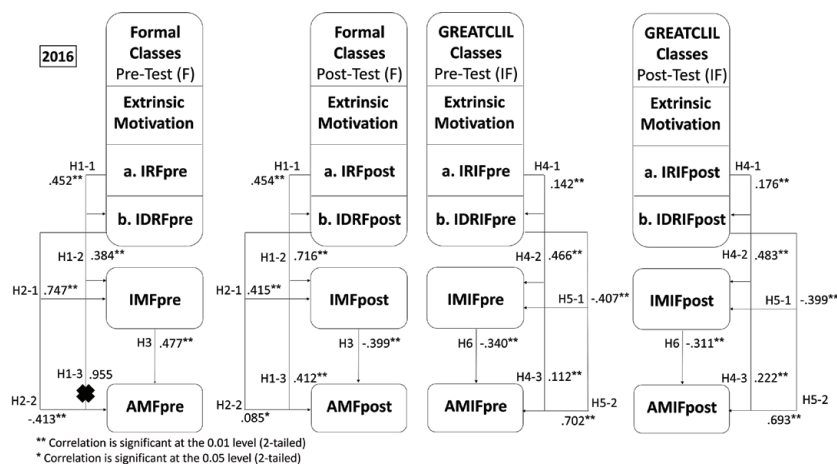 2016
Formal
Classes
Pre-Test (F)
Extrinsic
Motivation
H1-1
.452**
a. IRFpre
b. IDRFpre
H1-2
.384**
H2-1
.747**
IMFpre
H3
.477**
H1-3
.955
H2-2
-.413**
AMFpre
Formal
Classes
Post-Test (F)
Extrinsic
Motivation
H1-1
.454**
a. IRFpost
b. IDRFpost
H1-2
.716**
H2-1
.415**
IMFpost
H3
-.399**
H1-3
.412**
H2-2
.085*
AMFpost
GREATCLIL
Classes
Pre-Test (IF)
Extrinsic
Motivation
a. IRIFpre
H4-1
.142**
b. IDRIFpre
H4-2
.466**
IMIFpre
H5-1
-.407**
H6
-.340**
H4-3
.112**
AMIFpre
H5-2
.702**
GREATCLIL
Classes
Post-Test (IF)
Extrinsic
Motivation
a. IRIFpost
H4-1
.176**
b. IDRIFpost
H4-2
.483**
IMIFpost
H5-1
-.399**
H6
-.311**
H4-3
.222**
AMIFpost
H5-2
.693**
** Correlation is significant at the 0.01 level (2-tailed)
* Correlation is significant at the 0.05 level (2-tailed)